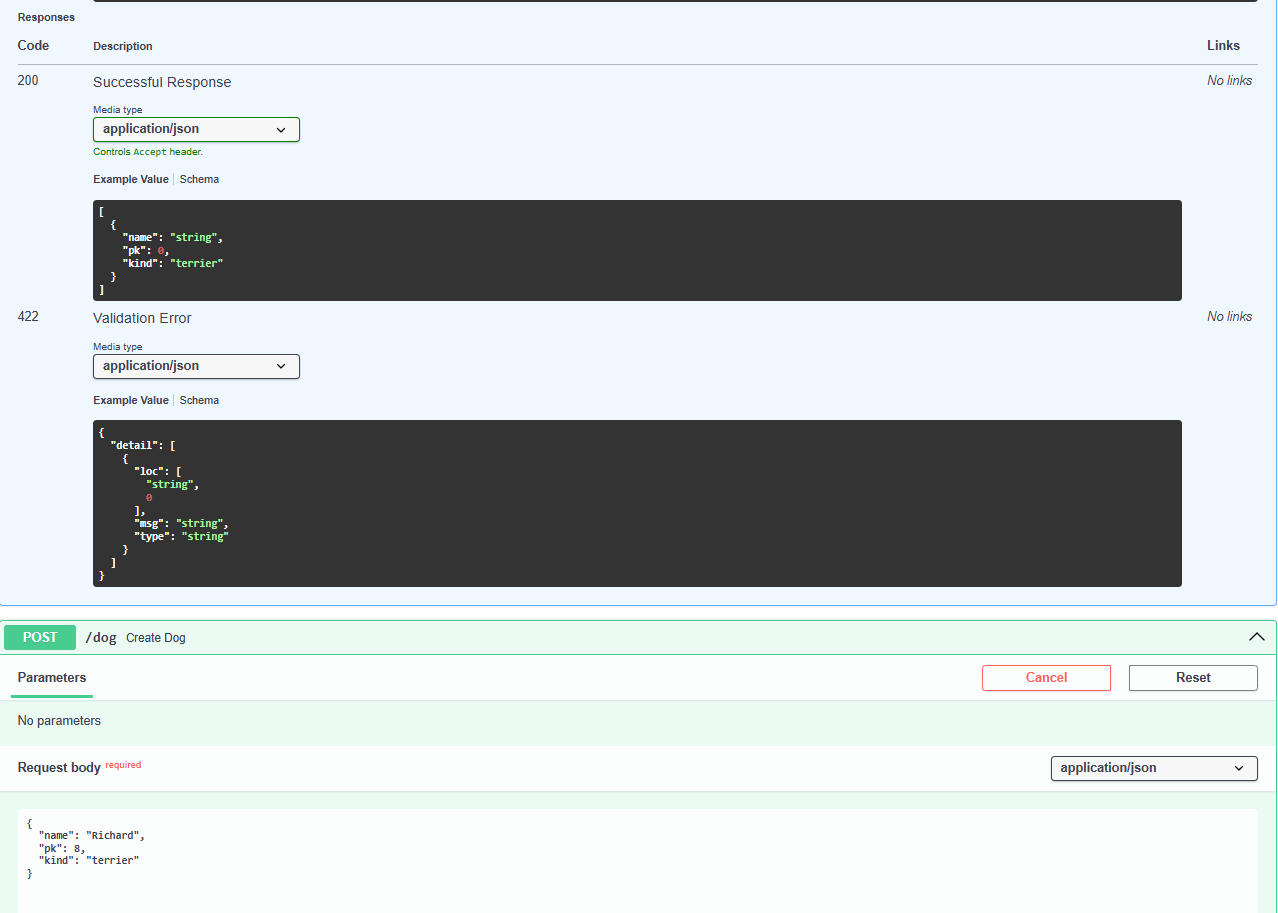 Responses
Code Description Links
200 Successful Response No links
Media type
application/json
Controls Accept header.
Example Value Schema
[
  {
    "name": "string",
    "pk": 0,
    "kind": "terrier"
  }
]
422 Validation Error No links
Media type
application/json
Example Value Schema
{
  "detail": [
    {
      "loc": [
        "string",
        0
      ],
      "msg": "string",
      "type": "string"
    }
  ]
}
POST /dog Create Dog
Parameters Cancel Reset
No parameters
Request body required application/json
{
  "name": "Richard",
  "pk": 8,
  "kind": "terrier"
}